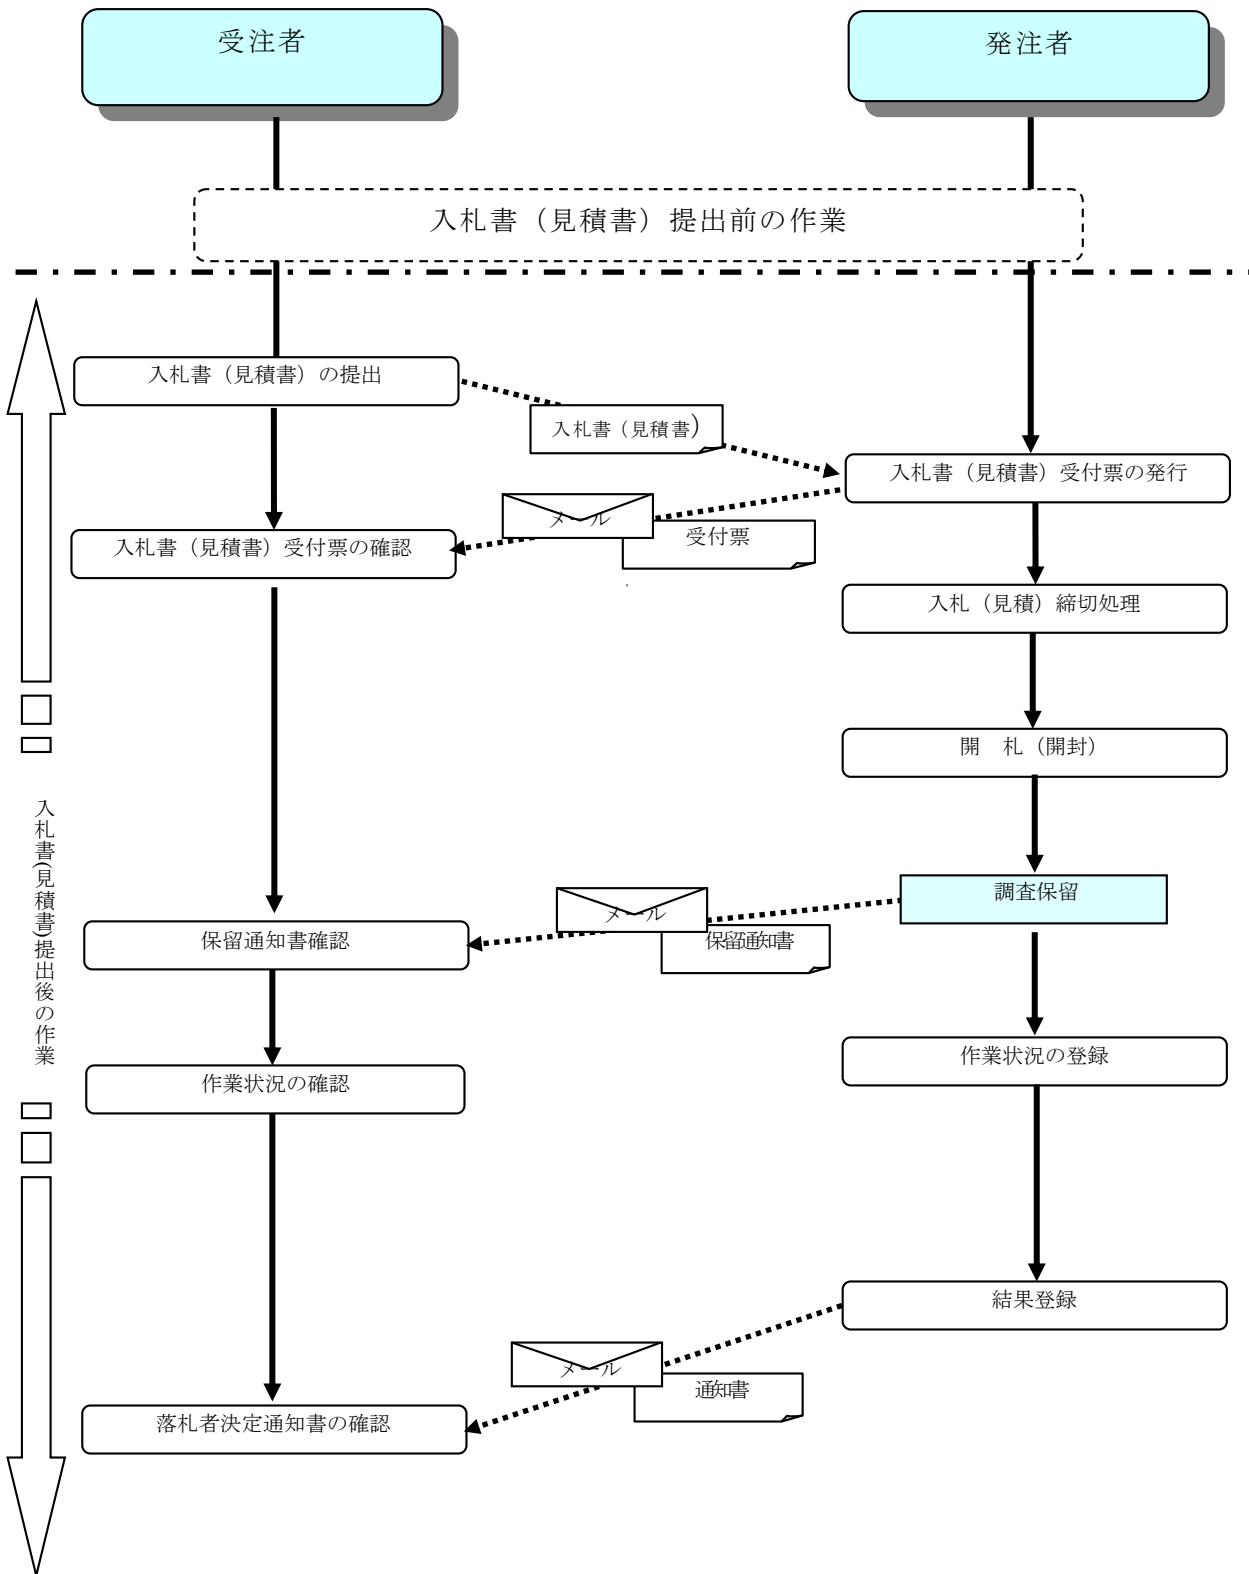 受注者
発注者
入札書（見積書）提出前の作業
入札書（見積書）の提出
入札書（見積書）
入札書（見積書）受付票の発行
メール
受付票
入札書（見積書）受付票の確認
入札（見積）締切処理
開　札（開封）
入札書(見積書)提出後の作業
調査保留
メール
保留通知書
保留通知書確認
作業状況の登録
作業状況の確認
結果登録
メール
通知書
落札者決定通知書の確認